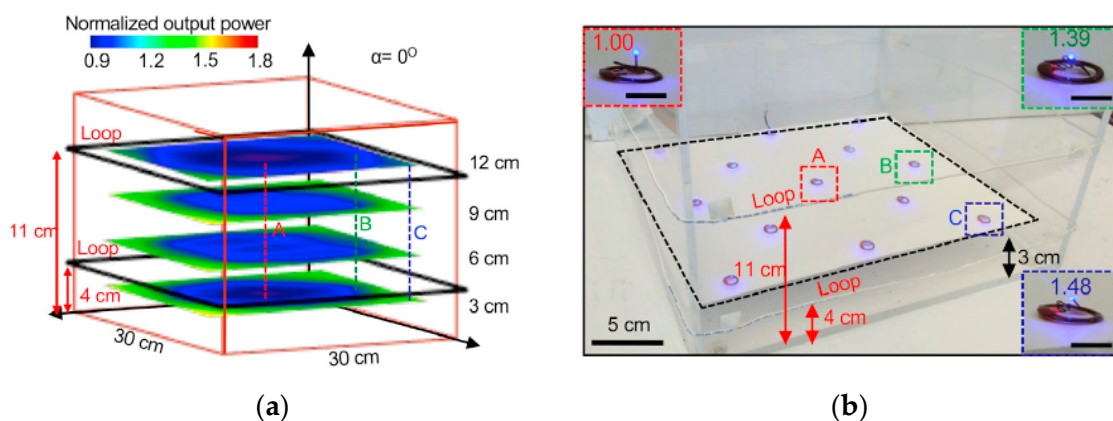 Normalized output power
0.9 1.2 1.5 1.8
α= 0⁰
Loop
12 cm
9 cm
11 cm
A
B
C
Loop
6 cm
4 cm
3 cm
30 cm
30 cm
(a)
1.00
1.39
A
B
Loop
C
11 cm
3 cm
Loop
1.48
4 cm
5 cm
(b)